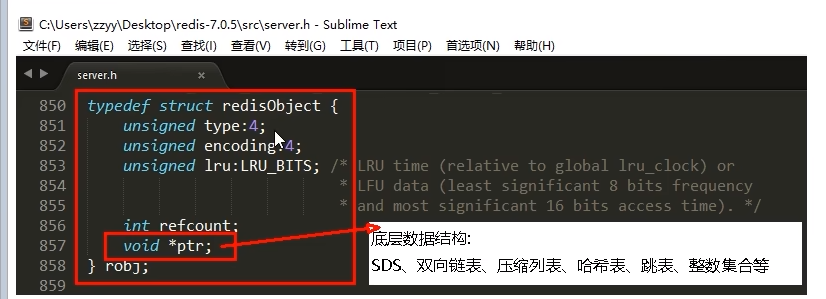 C:\Users\zzyy\Desktop\redis-7.0.5\src\server.h - Sublime Text
文件(F) 编辑(E) 选择(S) 查找(I) 查看(V) 转到(G) 工具(T) 项目(P) 首选项(N) 帮助(H)
server.h ×
850 typedef struct redisObject {
851 unsigned type:4;
852 unsigned encoding:4;
853 unsigned lru:LRU_BITS; /* LRU time (relative to global lru_clock) or
854 * LFU data (least significant 8 bits frequency
855 * and most significant 16 bits access time). */
856 int refcount;
857 void *ptr;
858 } robj;
859
底层数据结构:
SDS、双向链表、压缩列表、哈希表、跳表、整数集合等